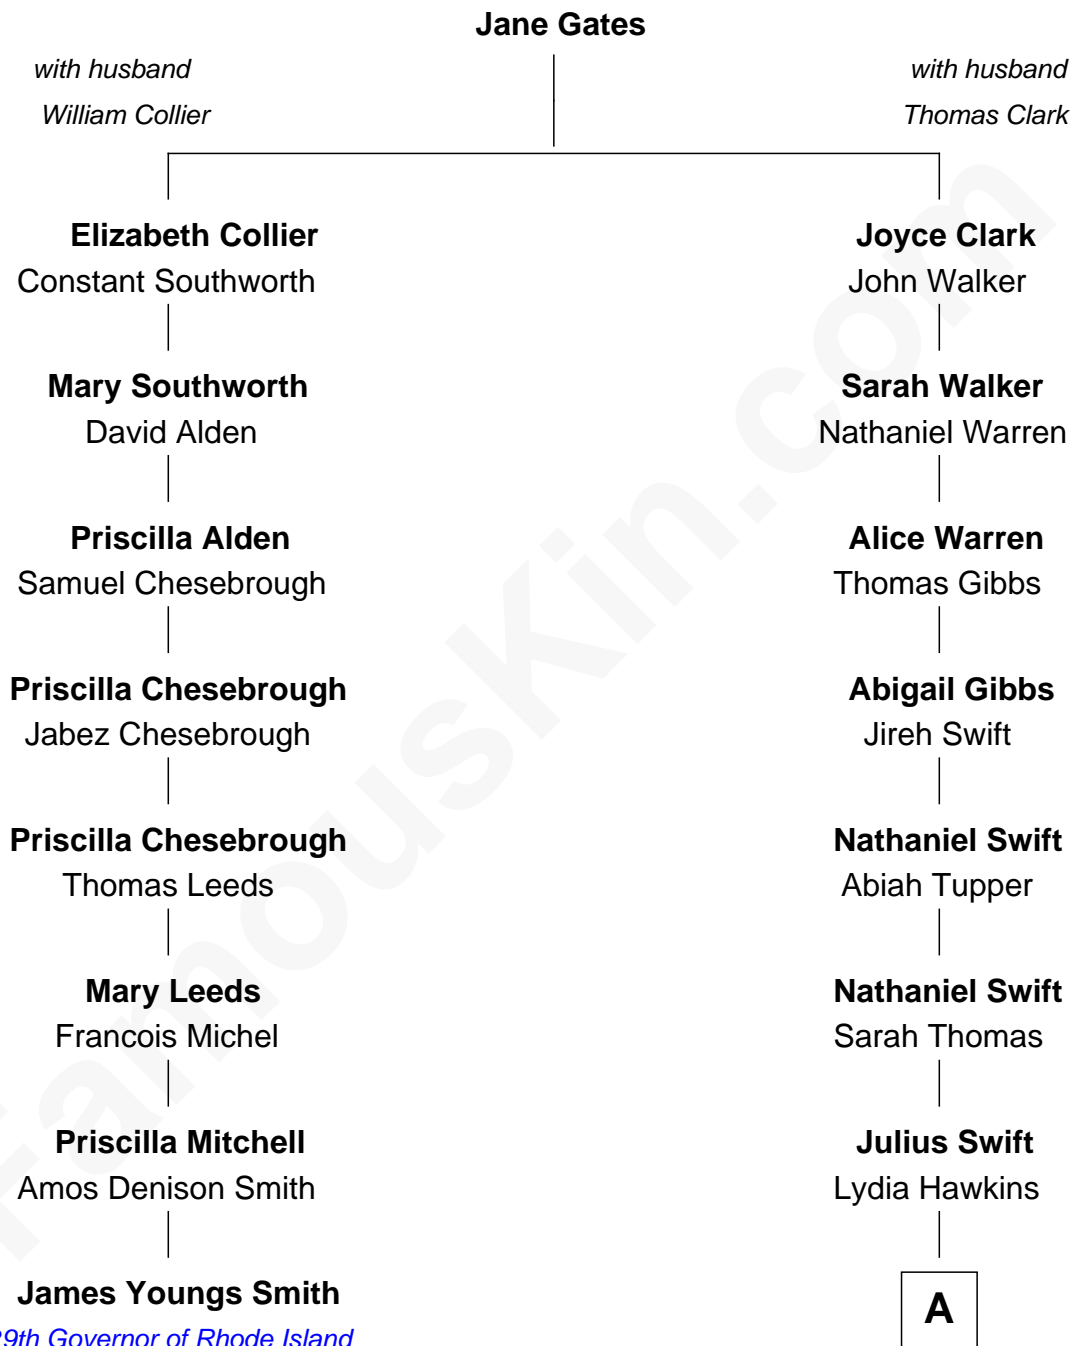 Jane Gates
with husband
William Collier
with husband
Thomas Clark
Elizabeth Collier
Constant Southworth
Joyce Clark
John Walker
Mary Southworth
David Alden
Sarah Walker
Nathaniel Warren
Priscilla Alden
Samuel Chesebrough
Alice Warren
Thomas Gibbs
Priscilla Chesebrough
Jabez Chesebrough
Abigail Gibbs
Jireh Swift
Priscilla Chesebrough
Thomas Leeds
Nathaniel Swift
Abiah Tupper
Mary Leeds
Francois Michel
Nathaniel Swift
Sarah Thomas
Priscilla Mitchell
Amos Denison Smith
Julius Swift
Lydia Hawkins
James Youngs Smith
29th Governor of Rhode Island
A
FamousKin.com